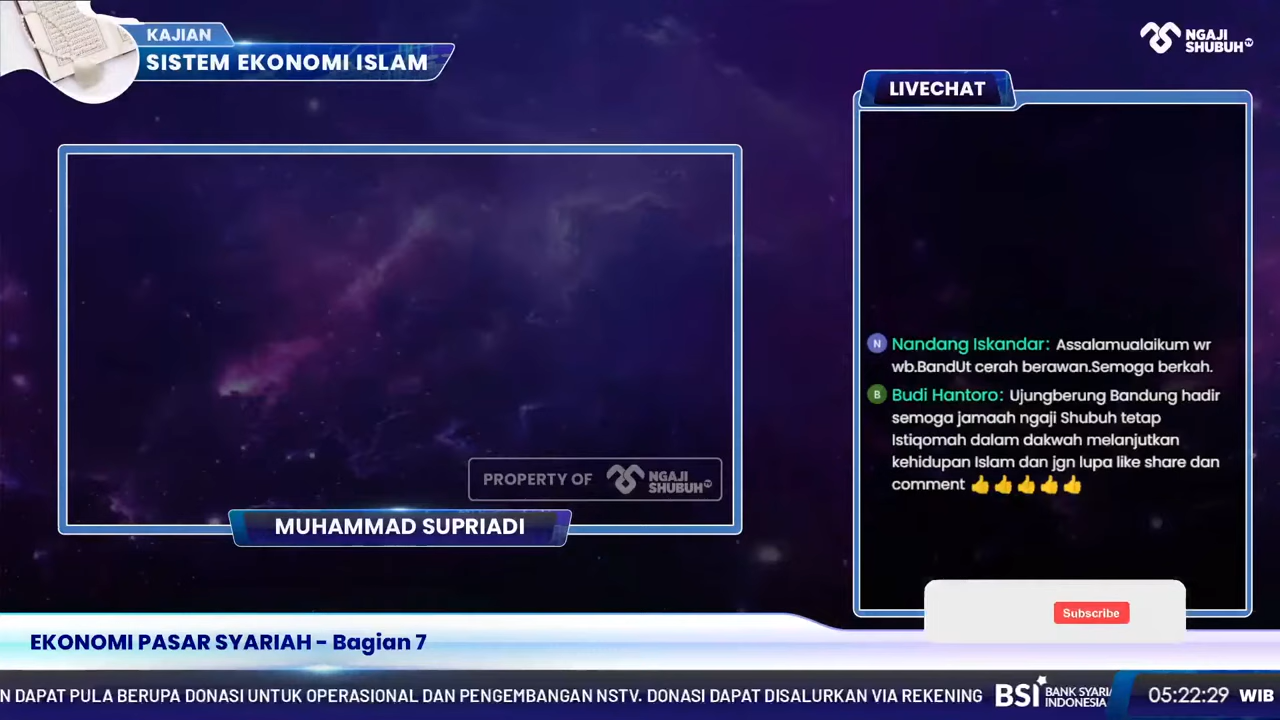 KAJIAN
SISTEM EKONOMI ISLAM
NGAJI
SHUBUH TV
LIVECHAT
N Nandang Iskandar: Assalamualaikum wr
wb.BandUt cerah berawan.Semoga berkah.
B Budi Hantoro: Ujungberung Bandung hadir
semoga jamaah ngaji Shubuh tetap
Istiqomah dalam dakwah melanjutkan
kehidupan Islam dan jgn lupa like share dan
comment 👍👍👍👍👍
PROPERTY OF NGAJI
SHUBUH TV
MUHAMMAD SUPRIADI
Subscribe
EKONOMI PASAR SYARIAH - Bagian 7
N DAPAT PULA BERUPA DONASI UNTUK OPERASIONAL DAN PENGEMBANGAN NSTV. DONASI DAPAT DISALURKAN VIA REKENING BSI BANK SYARI
INDONESIA
05:22:29 WIB